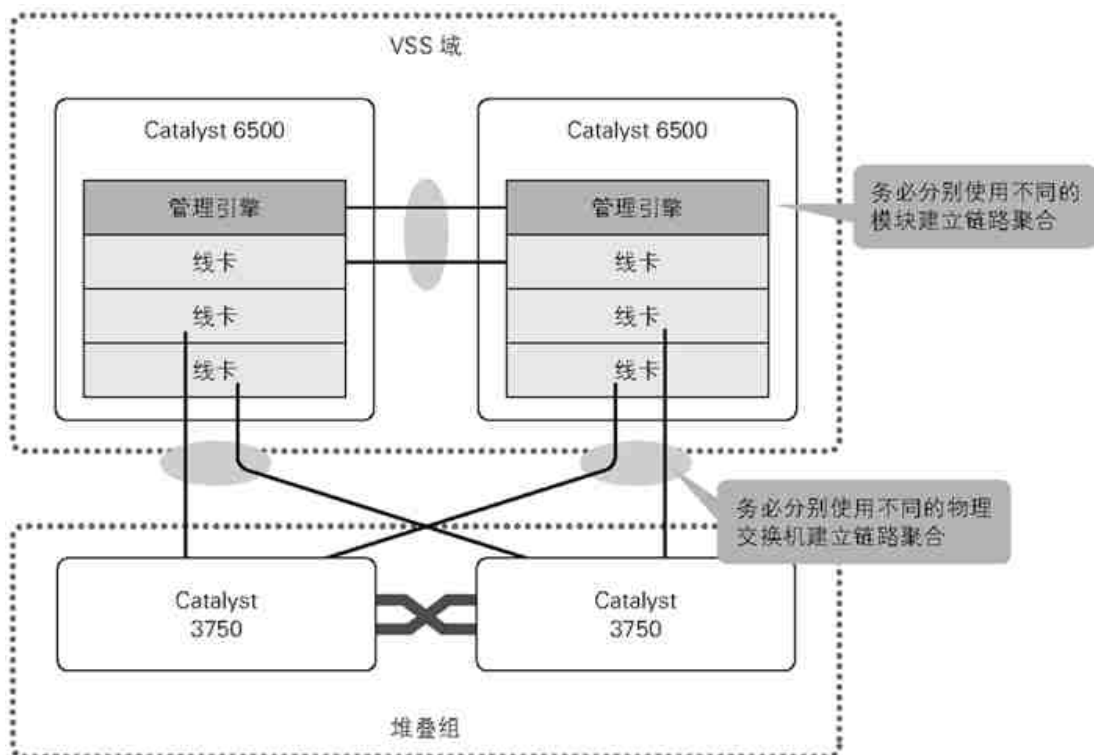 VSS 域
Catalyst 6500
Catalyst 6500
管理引擎
线卡
线卡
线卡
管理引擎
线卡
线卡
线卡
务必分别使用不同的
模块建立链路聚合
务必分别使用不同的物理
交换机建立链路聚合
Catalyst
3750
Catalyst
3750
堆叠组